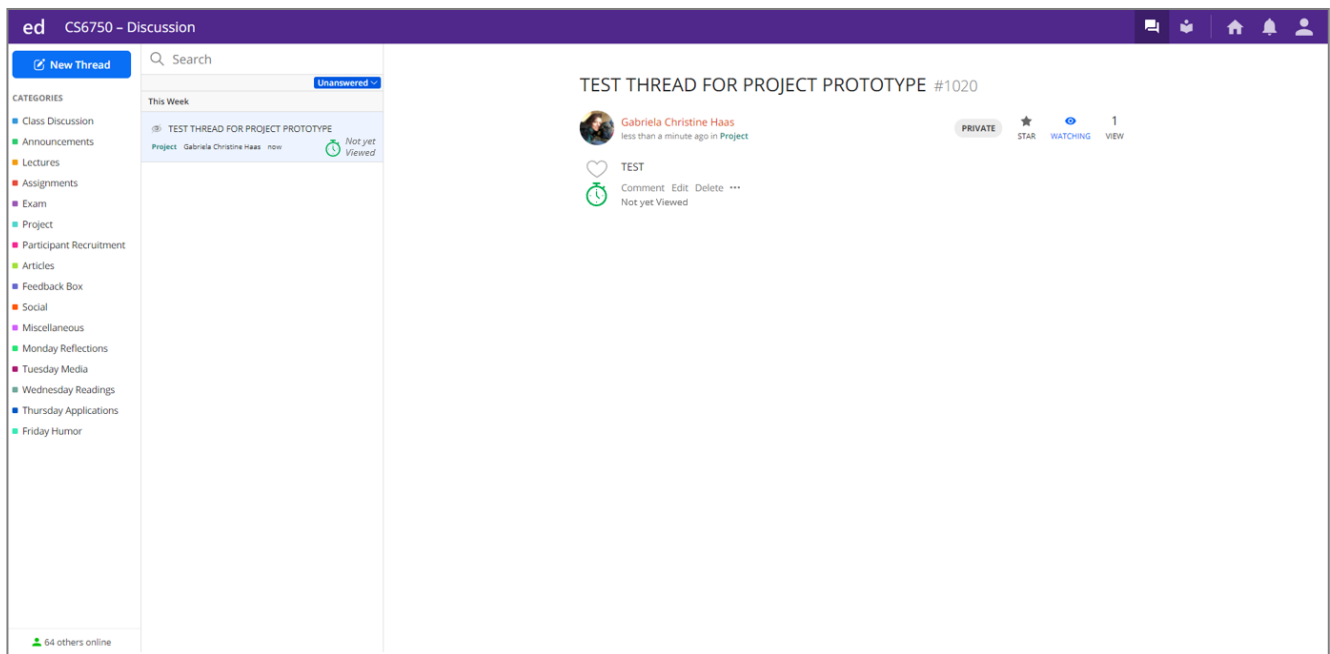 ed CS6750 – Discussion
New Thread
CATEGORIES
Class Discussion
Announcements
Lectures
Assignments
Exam
Project
Participant Recruitment
Articles
Feedback Box
Social
Miscellaneous
Monday Reflections
Tuesday Media
Wednesday Readings
Thursday Applications
Friday Humor
64 others online
Search
Unanswered
This Week
TEST THREAD FOR PROJECT PROTOTYPE
Project Gabriela Christine Haas now
Not yet
Viewed
TEST THREAD FOR PROJECT PROTOTYPE #1020
Gabriela Christine Haas
less than a minute ago in Project
PRIVATE
STAR
WATCHING
1
VIEW
TEST
Comment Edit Delete •••
Not yet Viewed